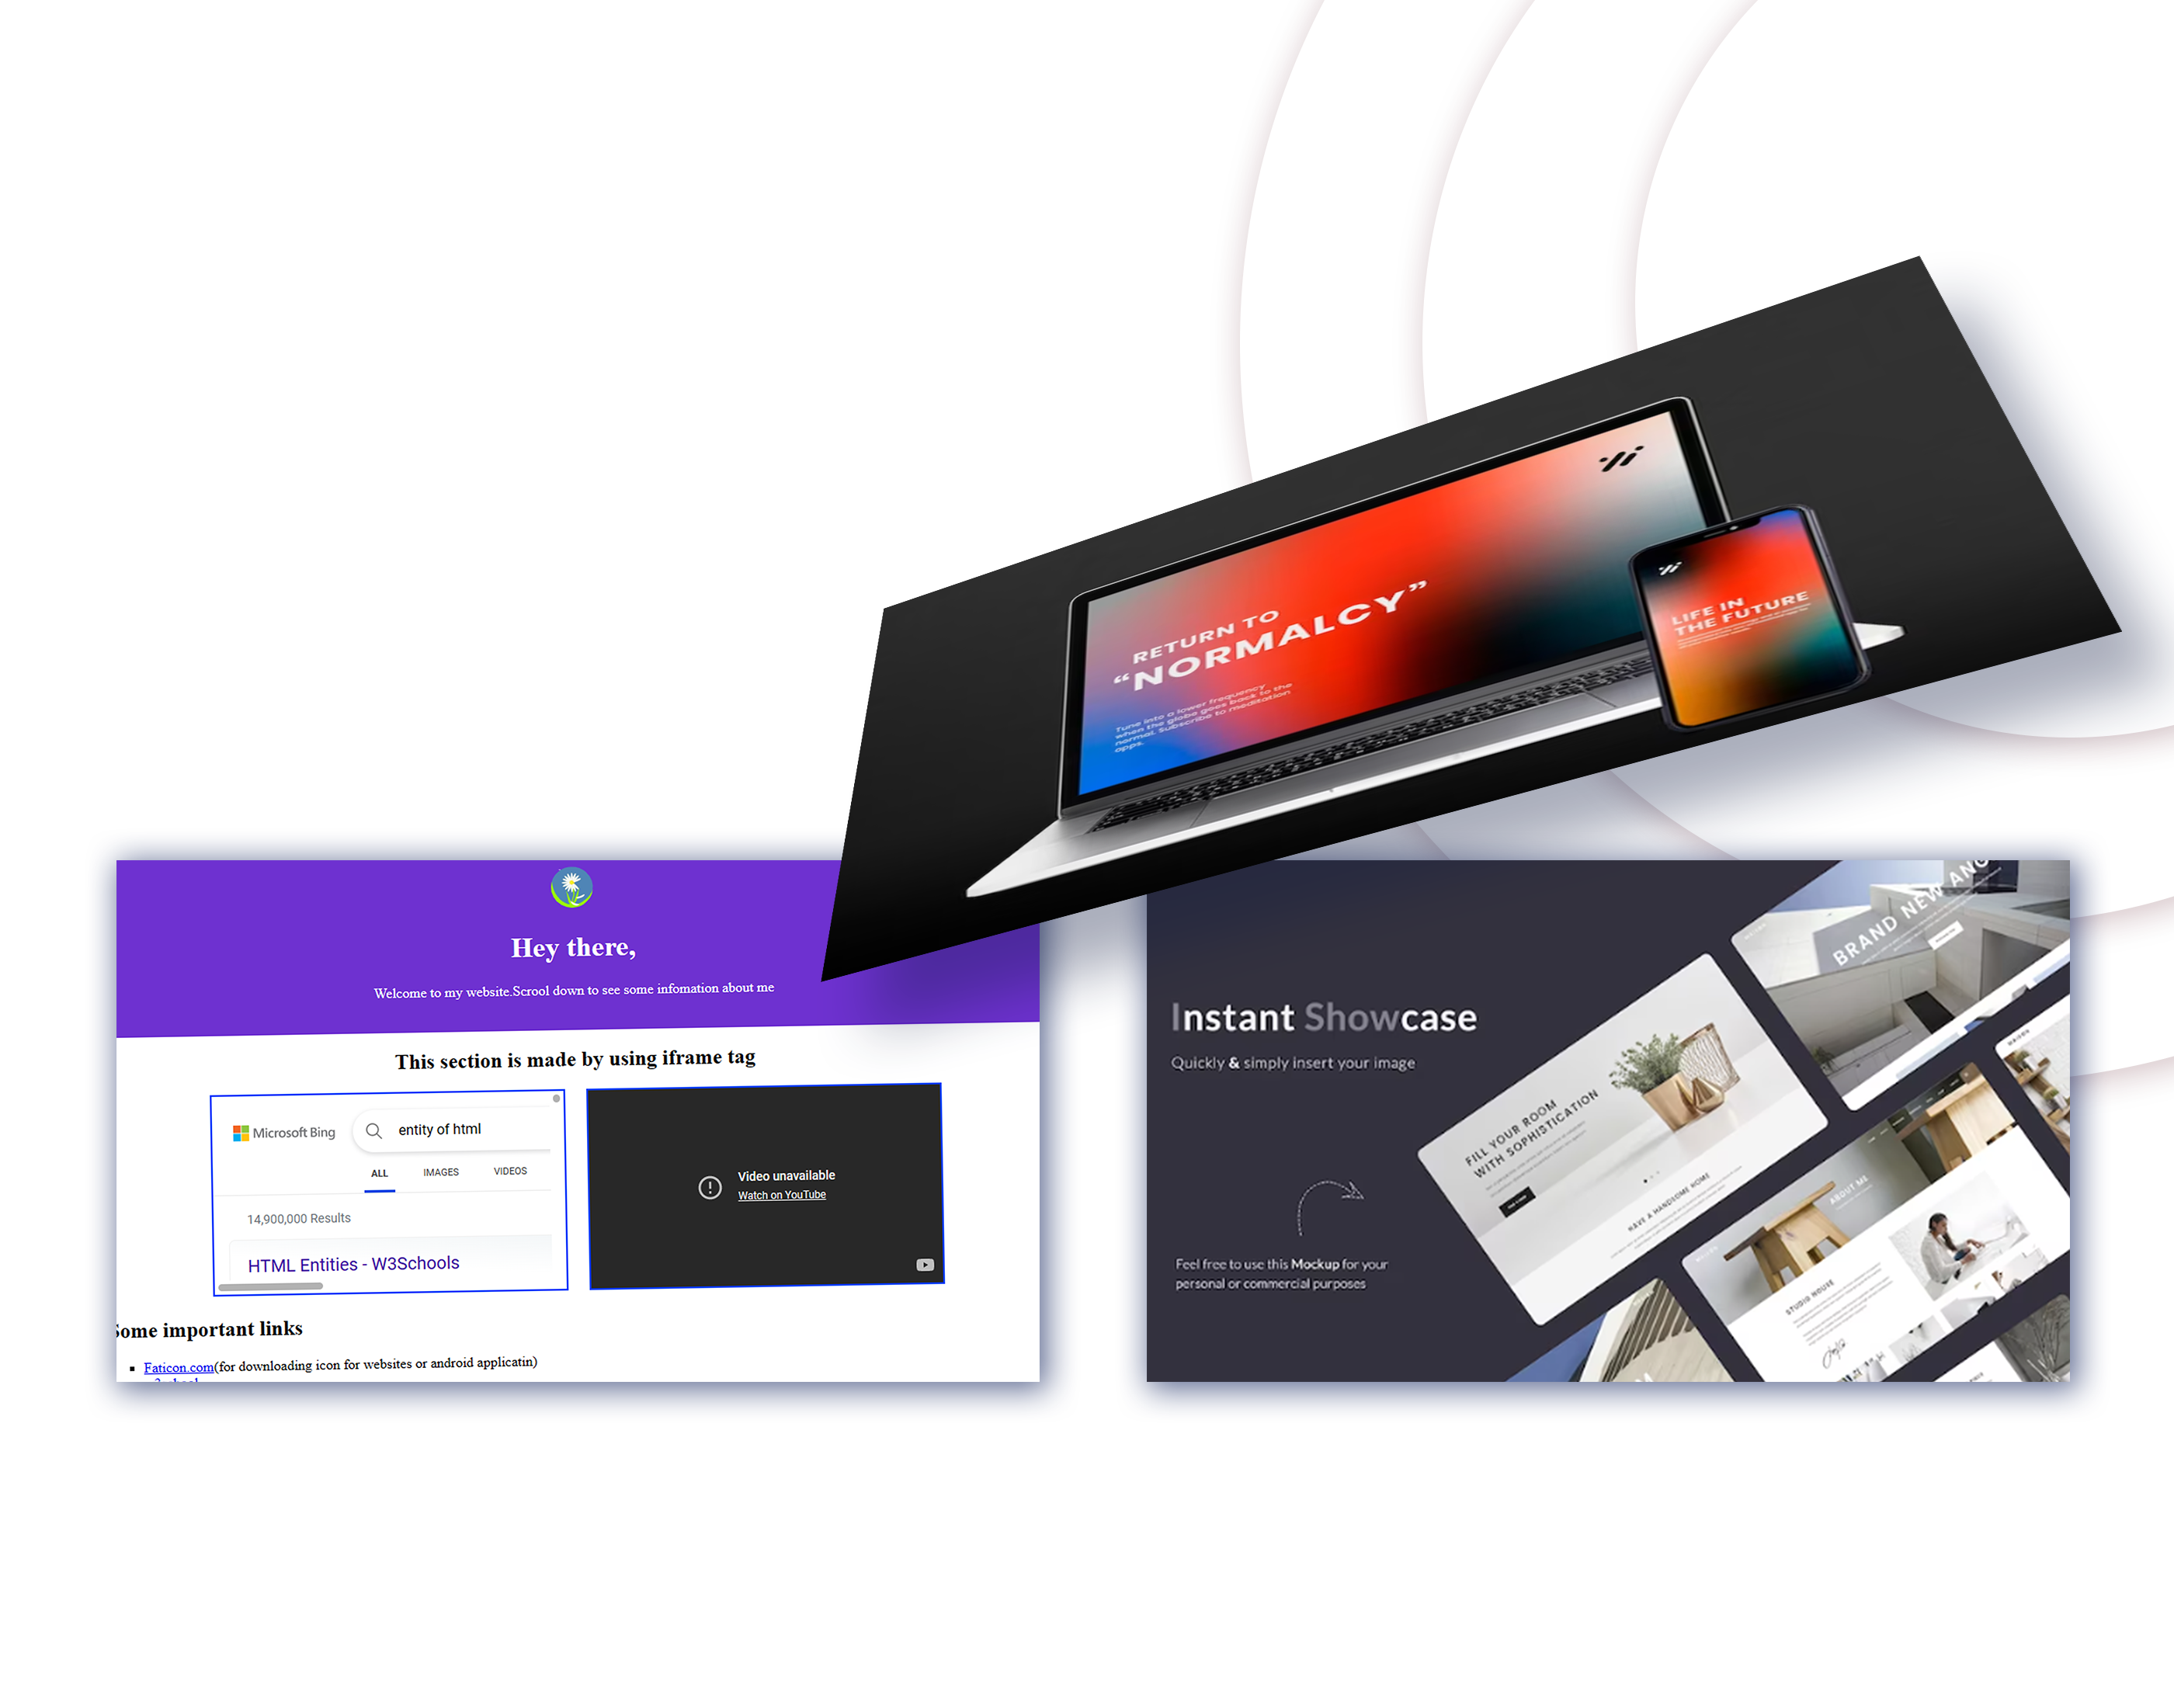 RETURN TO
“NORMALCY”
Tune into a lower frequency
when the globe goes back to the
normal. Subscribe to meditation
apps.
LIFE IN
THE FUTURE
Hey there,
Welcome to my website.Scrool down to see some infomation about me
This section is made by using iframe tag
Microsoft Bing
entity of html
ALL IMAGES VIDEOS
14,900,000 Results
HTML Entities - W3Schools
Video unavailable
Watch on YouTube
Some important links
Faticon.com(for downloading icon for websites or android applicatin)
Instant Showcase
Quickly & simply insert your image
Feel free to use this Mockup for your
personal or commercial purposes
BRAND NEW
FILL YOUR ROOM
WITH SOPHISTICATION
HAVE A HANDSOME HOME
ABOUT ME
STUDIO HOUSE